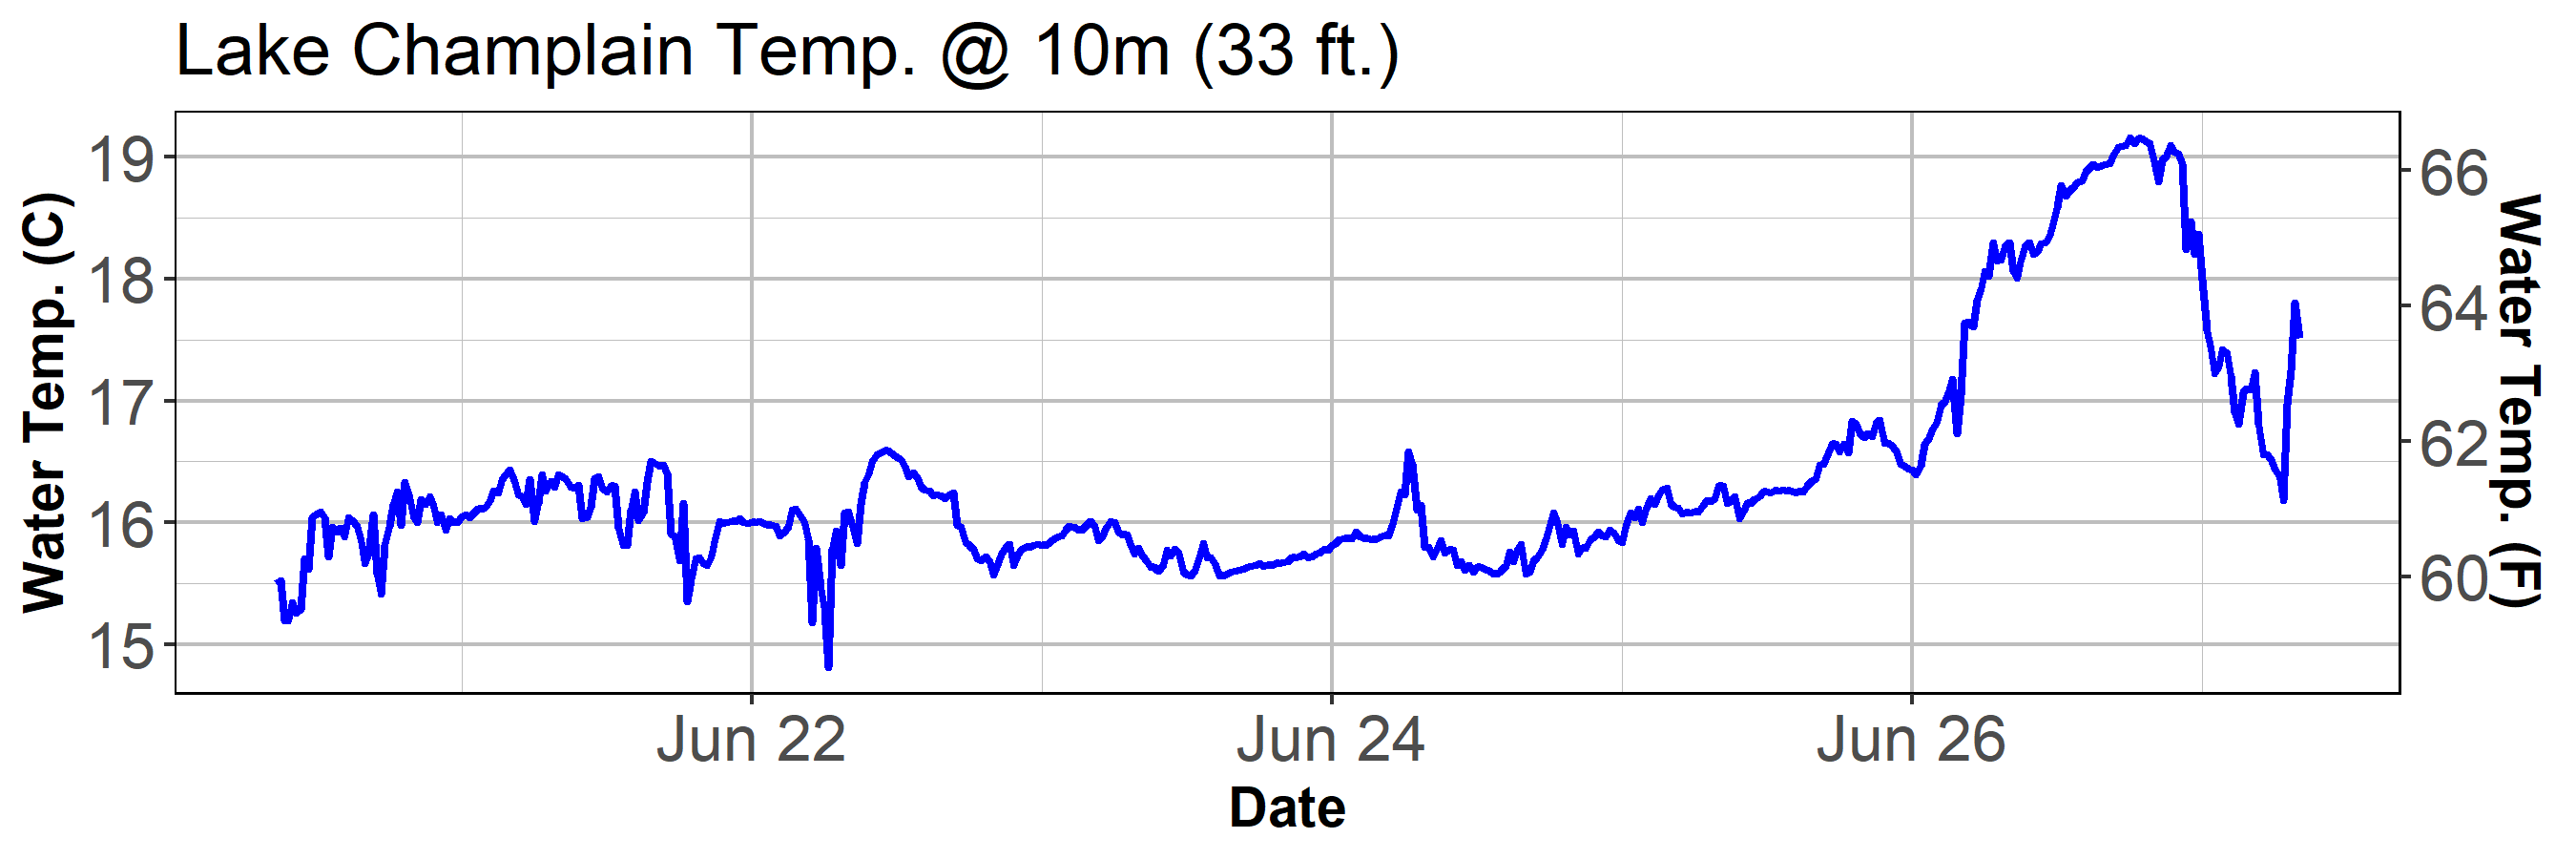 Lake Champlain Temp. @ 10m (33 ft.)
Water Temp. (C)
19
18
17
16
15
66
64
62
60
Water Temp. (F)
Jun 22
Jun 24
Jun 26
Date